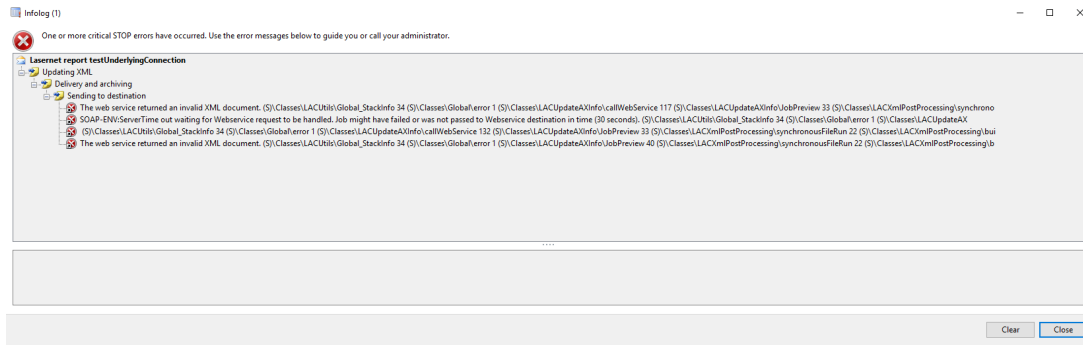 Infolog (1)
One or more critical STOP errors have occurred. Use the error messages below to guide you or call your administrator.
Lasernet report testUnderlyingConnection
Updating XML
Delivery and archiving
Sending to destination
The web service returned an invalid XML document. (S)\Classes\LACUtils\Global_StackInfo 34 (S)\Classes\Global\error 1 (S)\Classes\LACUpdateAXInfo\callWebService 117 (S)\Classes\LACUpdateAXInfo\JobPreview 33 (S)\Classes\LACXmlPostProcessing\synchrono
SOAP-ENV:ServerTime out waiting for Webservice request to be handled. Job might have failed or was not passed to Webservice destination in time (30 seconds). (S)\Classes\LACUtils\Global_StackInfo 34 (S)\Classes\Global\error 1 (S)\Classes\LACUpdateAX
(S)\Classes\LACUtils\Global_StackInfo 34 (S)\Classes\Global\error 1 (S)\Classes\LACUpdateAXInfo\callWebService 132 (S)\Classes\LACUpdateAXInfo\JobPreview 33 (S)\Classes\LACXmlPostProcessing\synchronousFileRun 22 (S)\Classes\LACXmlPostProcessing\bui
The web service returned an invalid XML document. (S)\Classes\LACUtils\Global_StackInfo 34 (S)\Classes\Global\error 1 (S)\Classes\LACUpdateAXInfo\JobPreview 40 (S)\Classes\LACXmlPostProcessing\synchronousFileRun 22 (S)\Classes\LACXmlPostProcessing\b
Clear
Close